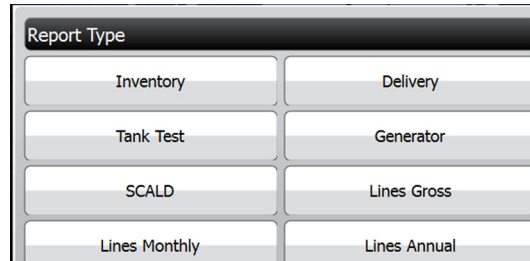 Report Type
Inventory
Delivery
Tank Test
Generator
SCALD
Lines Gross
Lines Monthly
Lines Annual